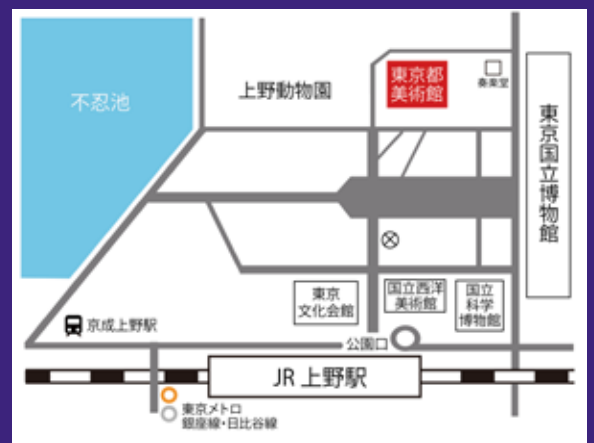 不忍池
上野動物園
東京都
美術館
奏楽堂
東京国立博物館
東京
文化会館
国立西洋
美術館
国立
科学
博物館
京成上野駅
公園口
JR 上野駅
東京メトロ
銀座線・日比谷線